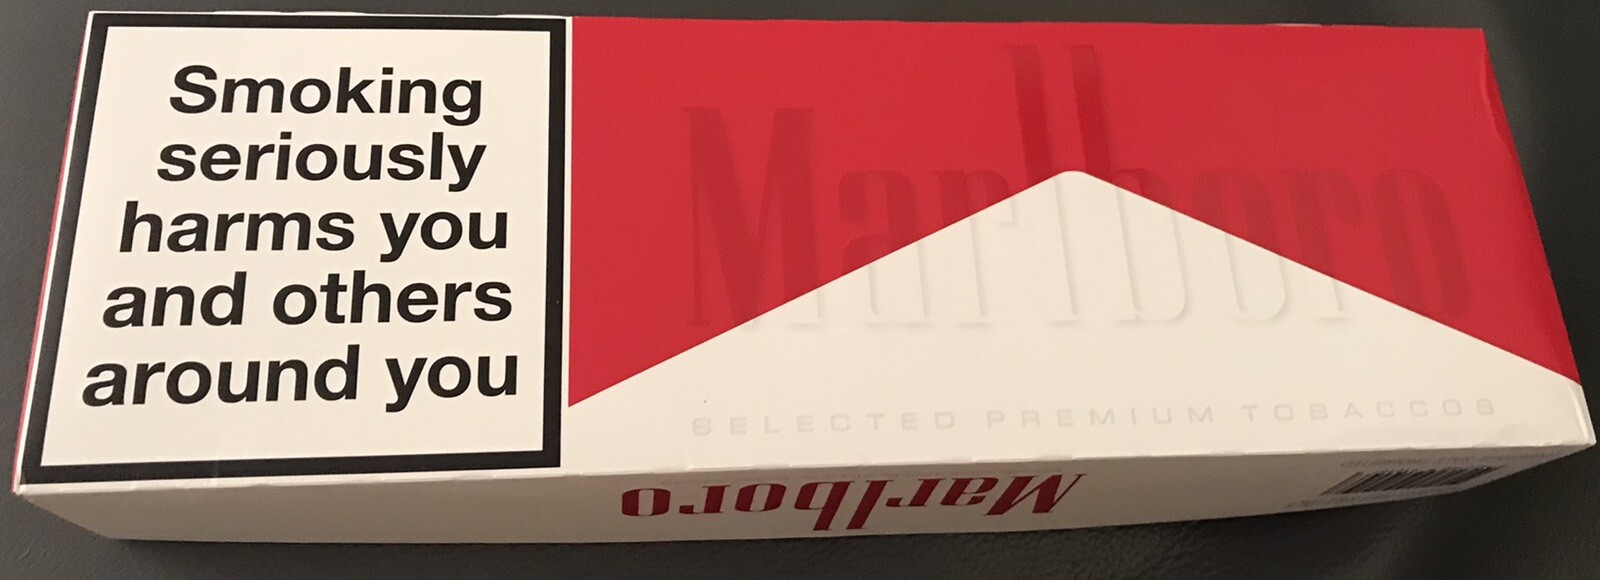 Smoking
seriously
harms you
and others
around you
Marlboro
SELECTED PREMIUM TOBACCOS
Marlboro